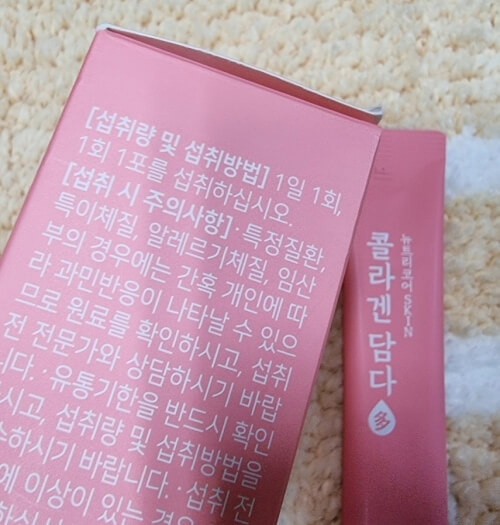 [섭취량 및 섭취방법] 1일 1회,
1회 1포를 섭취하십시오.
[섭취 시 주의사항] · 특정질환,
특이체질, 알레르기체질, 임산
부의 경우에는 간혹 개인에 따
라 과민반응이 나타날 수 있으
므로 원료를 확인하시고, 섭취
전 전문가와 상담하시기 바랍
니다. · 유통기한을 반드시 확인
시고, 섭취량 및 섭취방법을
수하시기 바랍니다. · 섭취 전
에 이상이 있는 경우
뉴트리코어 SKIN
콜라겐 담다
多